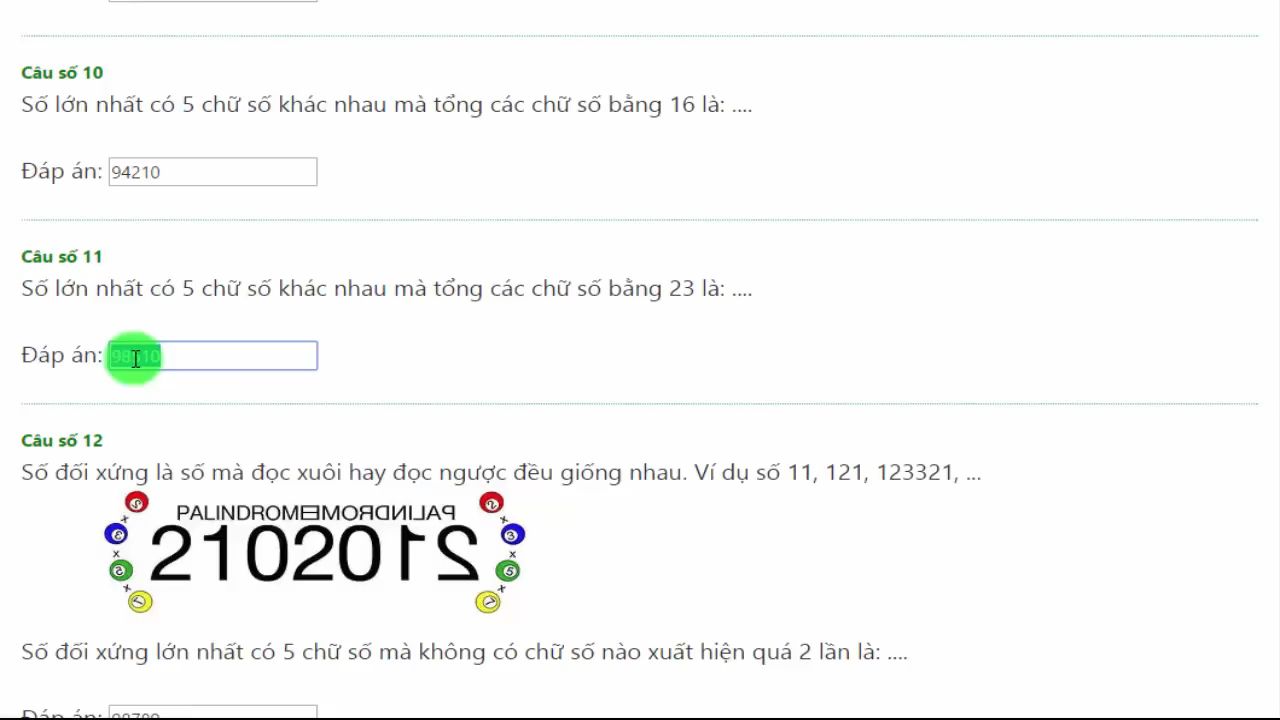 Câu số 10
Số lớn nhất có 5 chữ số khác nhau mà tổng các chữ số bằng 16 là: ....
Đáp án: 94210
Câu số 11
Số lớn nhất có 5 chữ số khác nhau mà tổng các chữ số bằng 23 là: ....
Đáp án:
Câu số 12
Số đối xứng là số mà đọc xuôi hay đọc ngược đều giống nhau. Ví dụ số 11, 121, 123321, ...
PALINDROMEEMORDNILAP
2102012
Số đối xứng lớn nhất có 5 chữ số mà không có chữ số nào xuất hiện quá 2 lần là: ....
Đáp án: